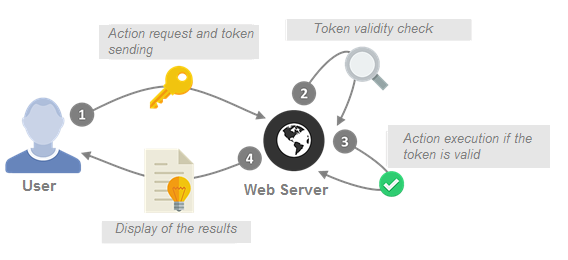 Action request and token
sending
1
Token validity check
2
3
Action execution if the
token is valid
4
User
Web Server
Display of the results